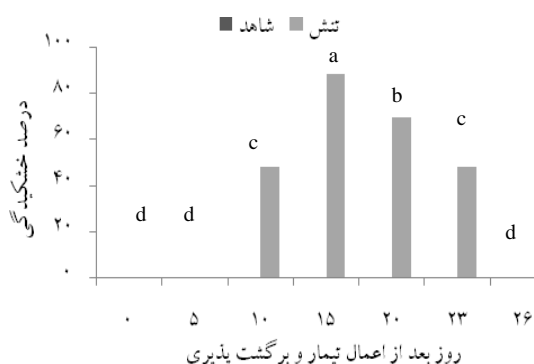 شاهد تنش
درصد خشکیدگی
۱۰۰
۸۰
۶۰
۴۰
۲۰
۰
a
b
c
c
d
d
d
۰ ۵ ۱۰ ۱۵ ۲۰ ۲۳ ۲۶
روز بعد از اعمال تیمار و برگشت پذیری